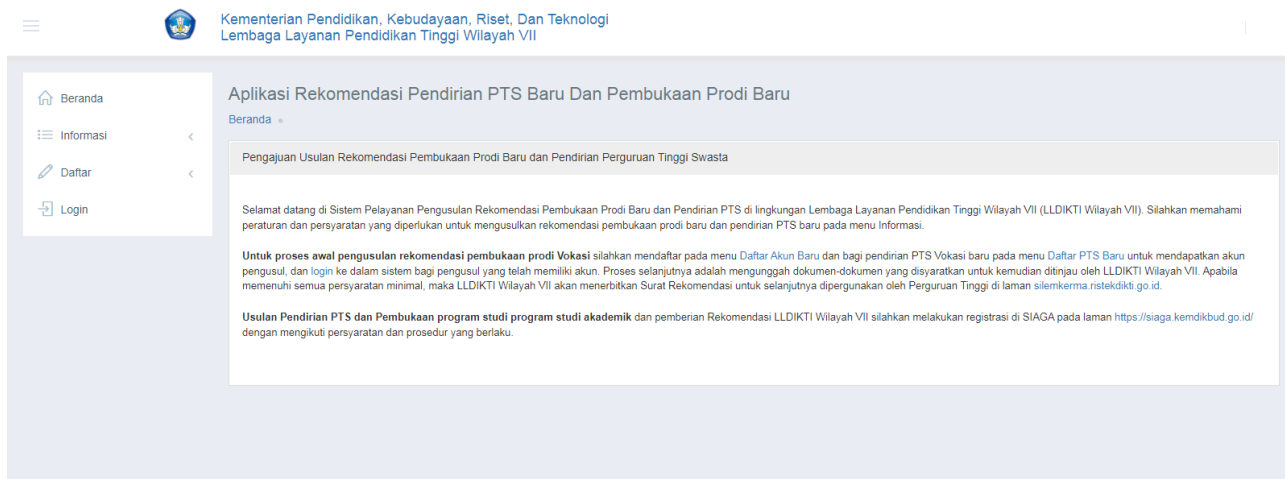 Kementerian Pendidikan, Kebudayaan, Riset, Dan Teknologi
Lembaga Layanan Pendidikan Tinggi Wilayah VII
Beranda
Informasi
Daftar
Login
Aplikasi Rekomendasi Pendirian PTS Baru Dan Pembukaan Prodi Baru
Beranda
Pengajuan Usulan Rekomendasi Pembukaan Prodi Baru dan Pendirian Perguruan Tinggi Swasta
Selamat datang di Sistem Pelayanan Pengusulan Rekomendasi Pembukaan Prodi Baru dan Pendirian PTS di lingkungan Lembaga Layanan Pendidikan Tinggi Wilayah VII (LLDIKTI Wilayah VII). Silahkan memahami
peraturan dan persyaratan yang diperlukan untuk mengusulkan rekomendasi pembukaan prodi baru dan pendirian PTS baru pada menu Informasi.
Untuk proses awal pengusulan rekomendasi pembukaan prodi Vokasi silahkan mendaftar pada menu Daftar Akun Baru dan bagi pendirian PTS Vokasi baru pada menu Daftar PTS Baru untuk mendapatkan akun
pengusul, dan login ke dalam sistem bagi pengusul yang telah memiliki akun. Proses selanjutnya adalah mengunggah dokumen-dokumen yang disyaratkan untuk kemudian ditinjau oleh LLDIKTI Wilayah VII. Apabila
memenuhi semua persyaratan minimal, maka LLDIKTI Wilayah VII akan menerbitkan Surat Rekomendasi untuk selanjutnya dipergunakan oleh Perguruan Tinggi di laman silemkerma.ristekdikti.go.id.
Usulan Pendirian PTS dan Pembukaan program studi program studi akademik dan pemberian Rekomendasi LLDIKTI Wilayah VII silahkan melakukan registrasi di SIAGA pada laman https://siaga.kemdikbud.go.id/
dengan mengikuti persyaratan dan prosedur yang berlaku.